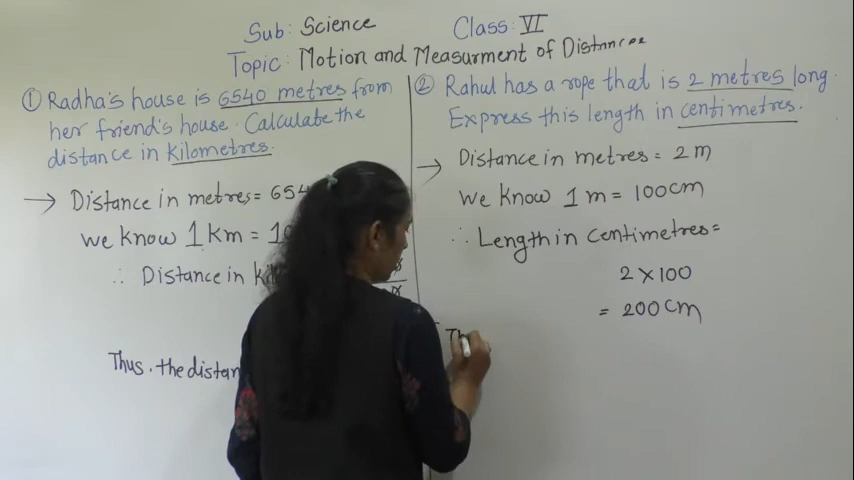 Sub: Science Class: VI
Topic: Motion and Measurment of Distances
① Radha's house is 6540 metres from
her friend's house. Calculate the
distance in kilometres.
→ Distance in metres = 654
We know 1 Km = 10
∴ Distance in
Thus, the distan
② Rahul has a rope that is 2 metres long.
Express this length in centimetres.
→ Distance in metres = 2 m
We know 1 m = 100 cm
∴ Length in centimetres =
2 × 100
= 200 cm
Th